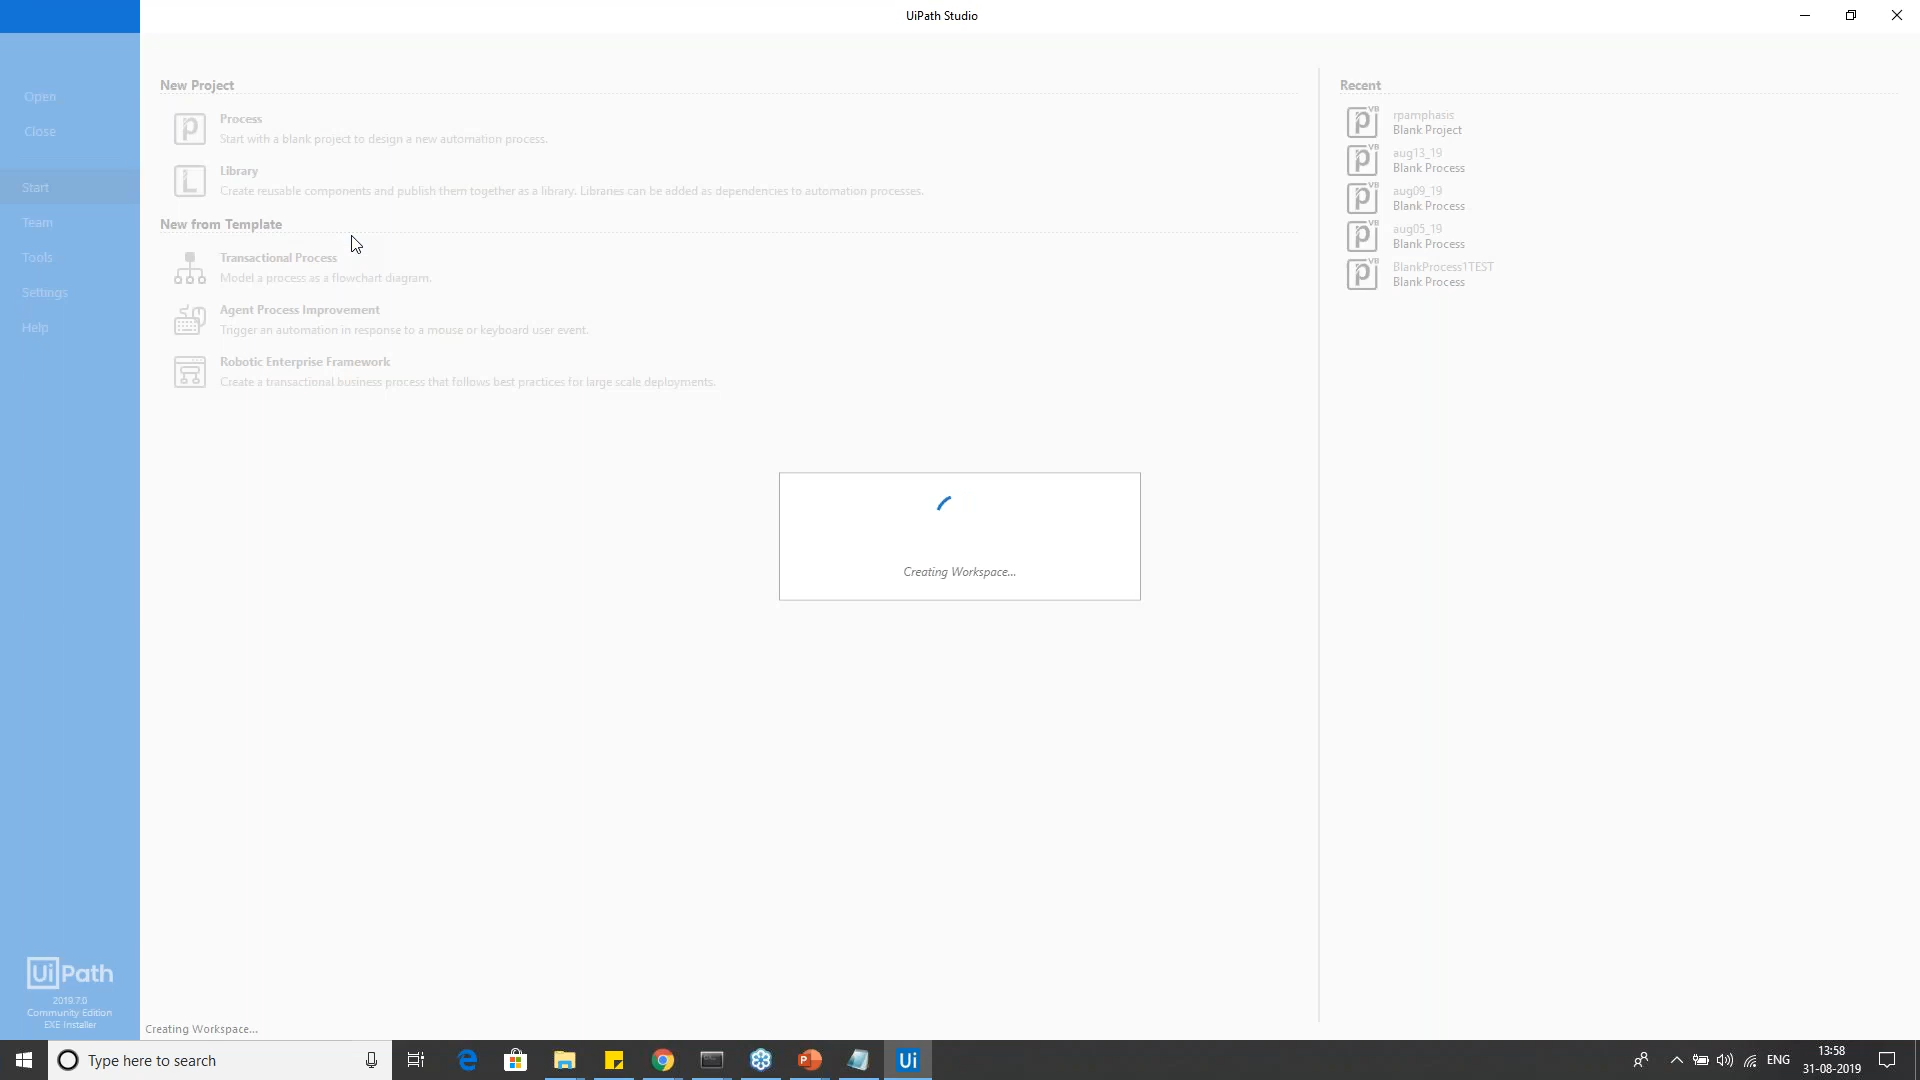 UiPath Studio
Open
Close
Start
Team
Tools
Settings
Help
New Project
Process
Start with a blank project to design a new automation process.
Library
Create reusable components and publish them together as a library. Libraries can be added as dependencies to automation processes.
New from Template
Transactional Process
Model a process as a flowchart diagram.
Agent Process Improvement
Trigger an automation in response to a mouse or keyboard user event.
Robotic Enterprise Framework
Create a transactional business process that follows best practices for large scale deployments.
Recent
VB
rpamphasis
Blank Project
VB
aug13_19
Blank Process
VB
aug09_19
Blank Process
VB
aug05_19
Blank Process
VB
BlankProcess1TEST
Blank Process
Creating Workspace...
UiPath
2019.7.0
Community Edition
EXE Installer
Creating Workspace...
Type here to search
Ui
ENG
13:58
31-08-2019